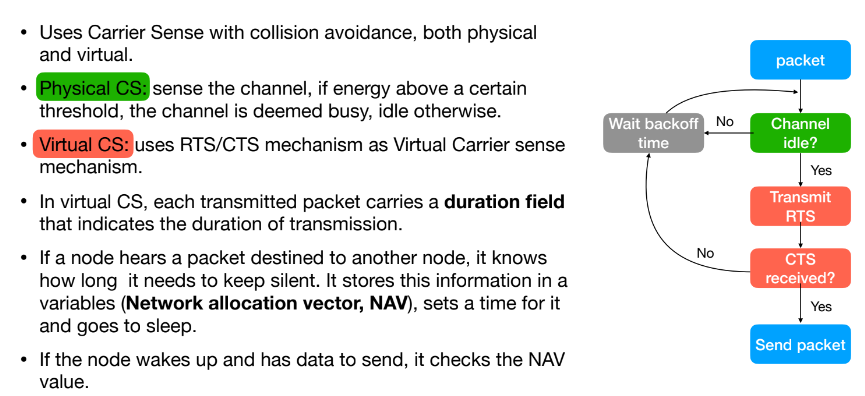 • Uses Carrier Sense with collision avoidance, both physical
and virtual.
• Physical CS: sense the channel, if energy above a certain
threshold, the channel is deemed busy, idle otherwise.
• Virtual CS: uses RTS/CTS mechanism as Virtual Carrier sense
mechanism.
• In virtual CS, each transmitted packet carries a duration field
that indicates the duration of transmission.
• If a node hears a packet destined to another node, it knows
how long it needs to keep silent. It stores this information in a
variables (Network allocation vector, NAV), sets a time for it
and goes to sleep.
• If the node wakes up and has data to send, it checks the NAV
value.
packet
Wait backoff
time
No
Channel
idle?
Yes
Transmit
RTS
No
CTS
received?
Yes
Send packet